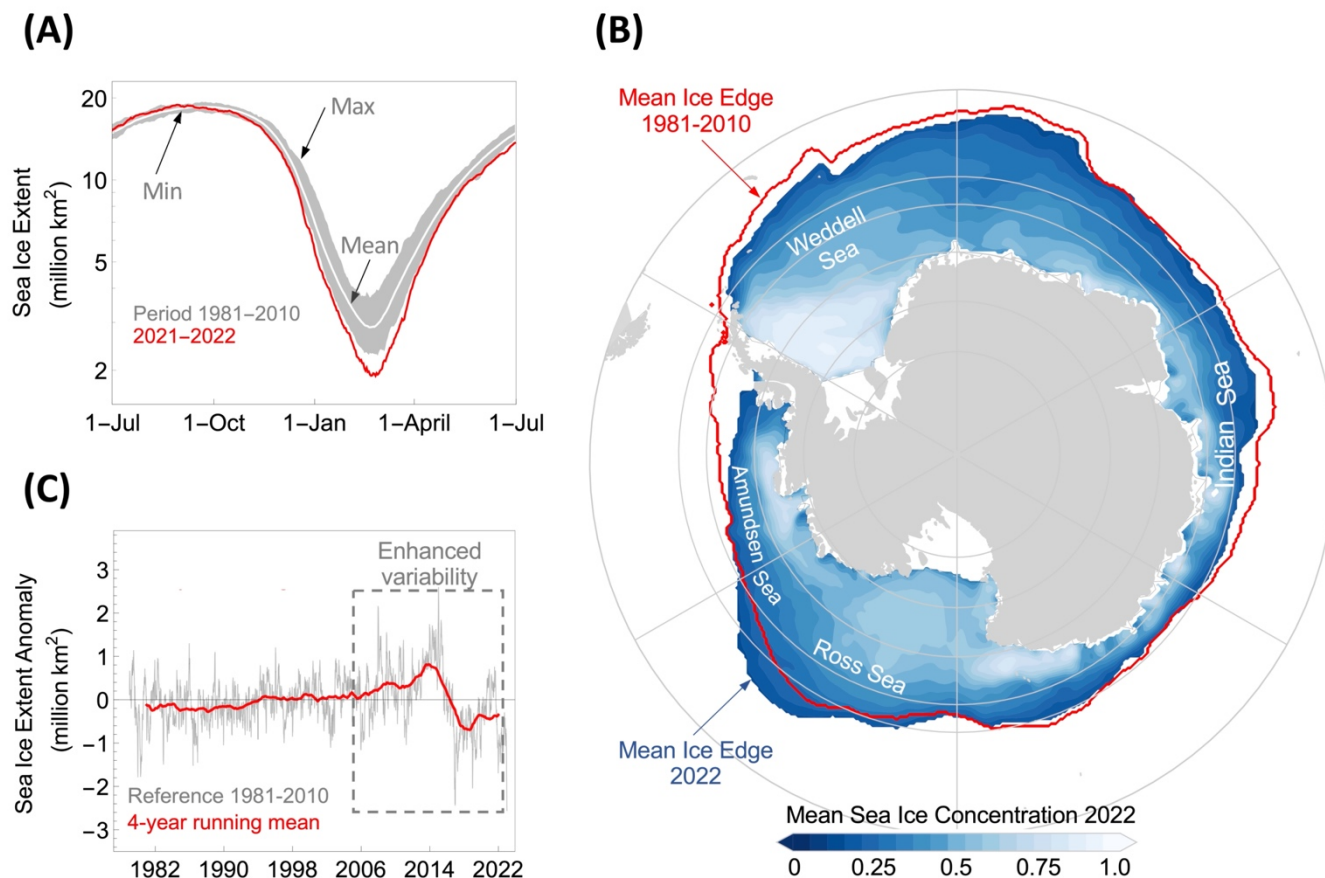 (A)
20
10
5
2
Sea Ice Extent
(million km²)
Max
Min
Mean
Period 1981–2010
2021–2022
1–Jul
1–Oct
1–Jan
1–April
1–Jul
(B)
Mean Ice Edge
1981-2010
Weddell
Sea
Indian Sea
Amundsen Sea
Ross Sea
Mean Ice Edge
2022
Mean Sea Ice Concentration 2022
0
0.25
0.5
0.75
1.0
(C)
3
2
1
0
−1
−2
−3
Sea Ice Extent Anomaly
(million km²)
Enhanced
variability
Reference 1981-2010
4-year running mean
1982
1990
1998
2006
2014
2022